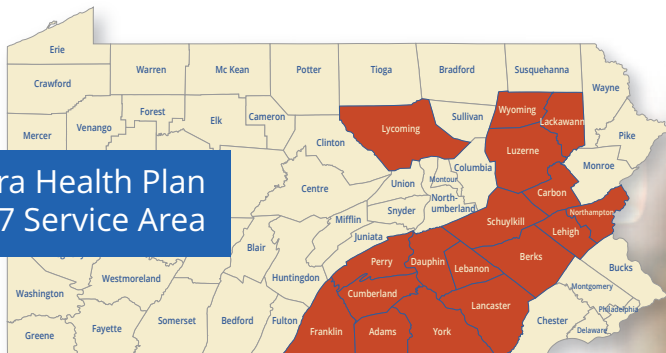 Erie
Warren
Mc Kean
Potter
Tioga
Bradford
Susquehanna
Crawford
Wayne
Forest
Elk
Cameron
Sullivan
Wyoming
Lackawann
Mercer
Venango
Clinton
Lycoming
Luzerne
Pike
Monroe
Columbia
Montour
Union
Centre
Carbon
North-
umberland
Snyder
Northampton
Mifflin
Schuylkill
Lehigh
Juniata
ra Health Plan
7 Service Area
Blair
Perry
Dauphin
Lebanon
Berks
Bucks
Westmoreland
Huntingdon
Montgomery
Washington
Cumberland
Lancaster
Philadelphia
Somerset
Bedford
Fulton
Franklin
Adams
York
Chester
Delaware
Greene
Fayette